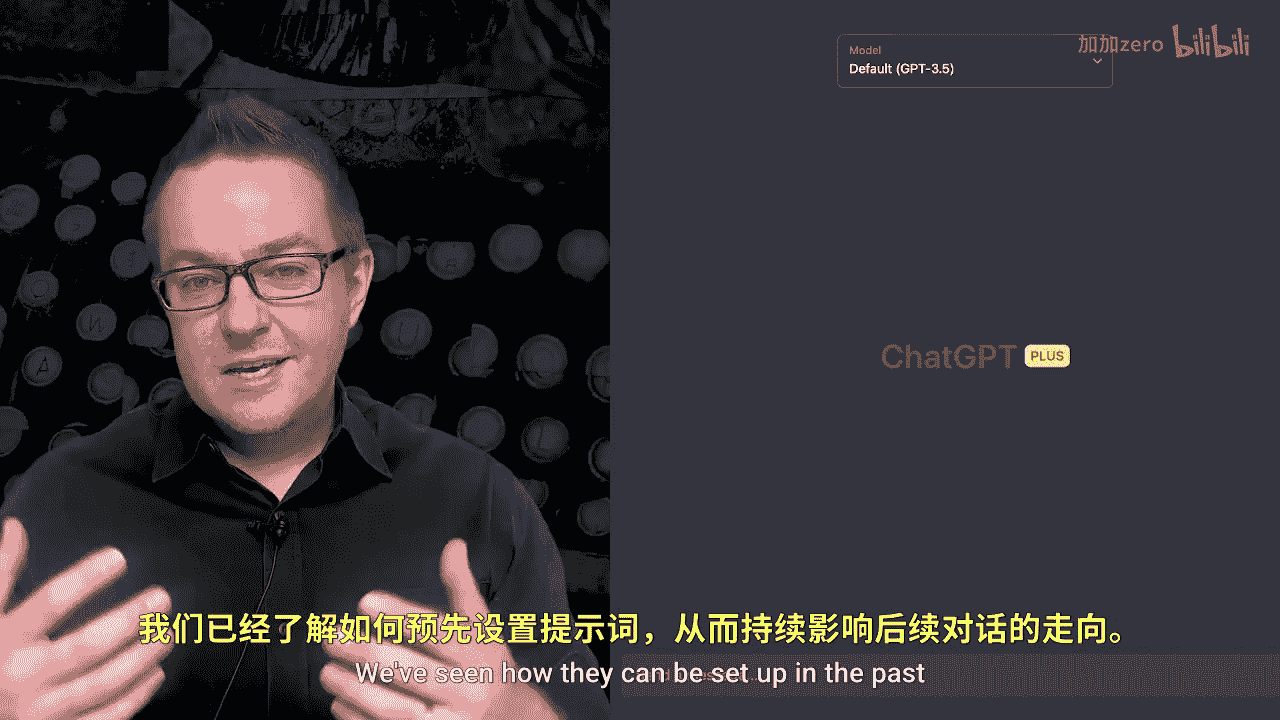 加加zero bilibili
Model
Default (GPT-3.5)
ChatGPT PLUS
我们已经了解如何预先设置提示词，从而持续影响后续对话的走向。
We've seen how they can be set up in the past